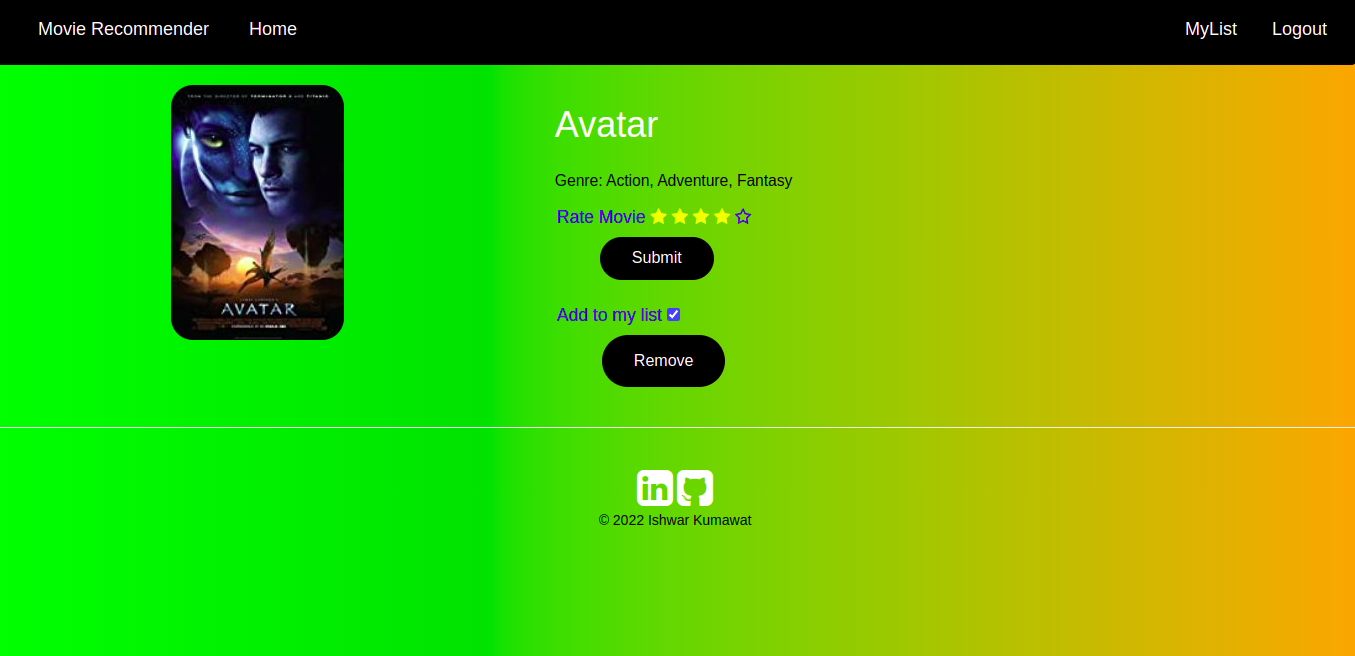 Movie Recommender Home MyList Logout
FROM THE DIRECTOR OF TERMINATOR 2 AND TITANIC
AVATAR
Avatar
Genre: Action, Adventure, Fantasy
Rate Movie
Submit
Add to my list
Remove
in
© 2022 Ishwar Kumawat